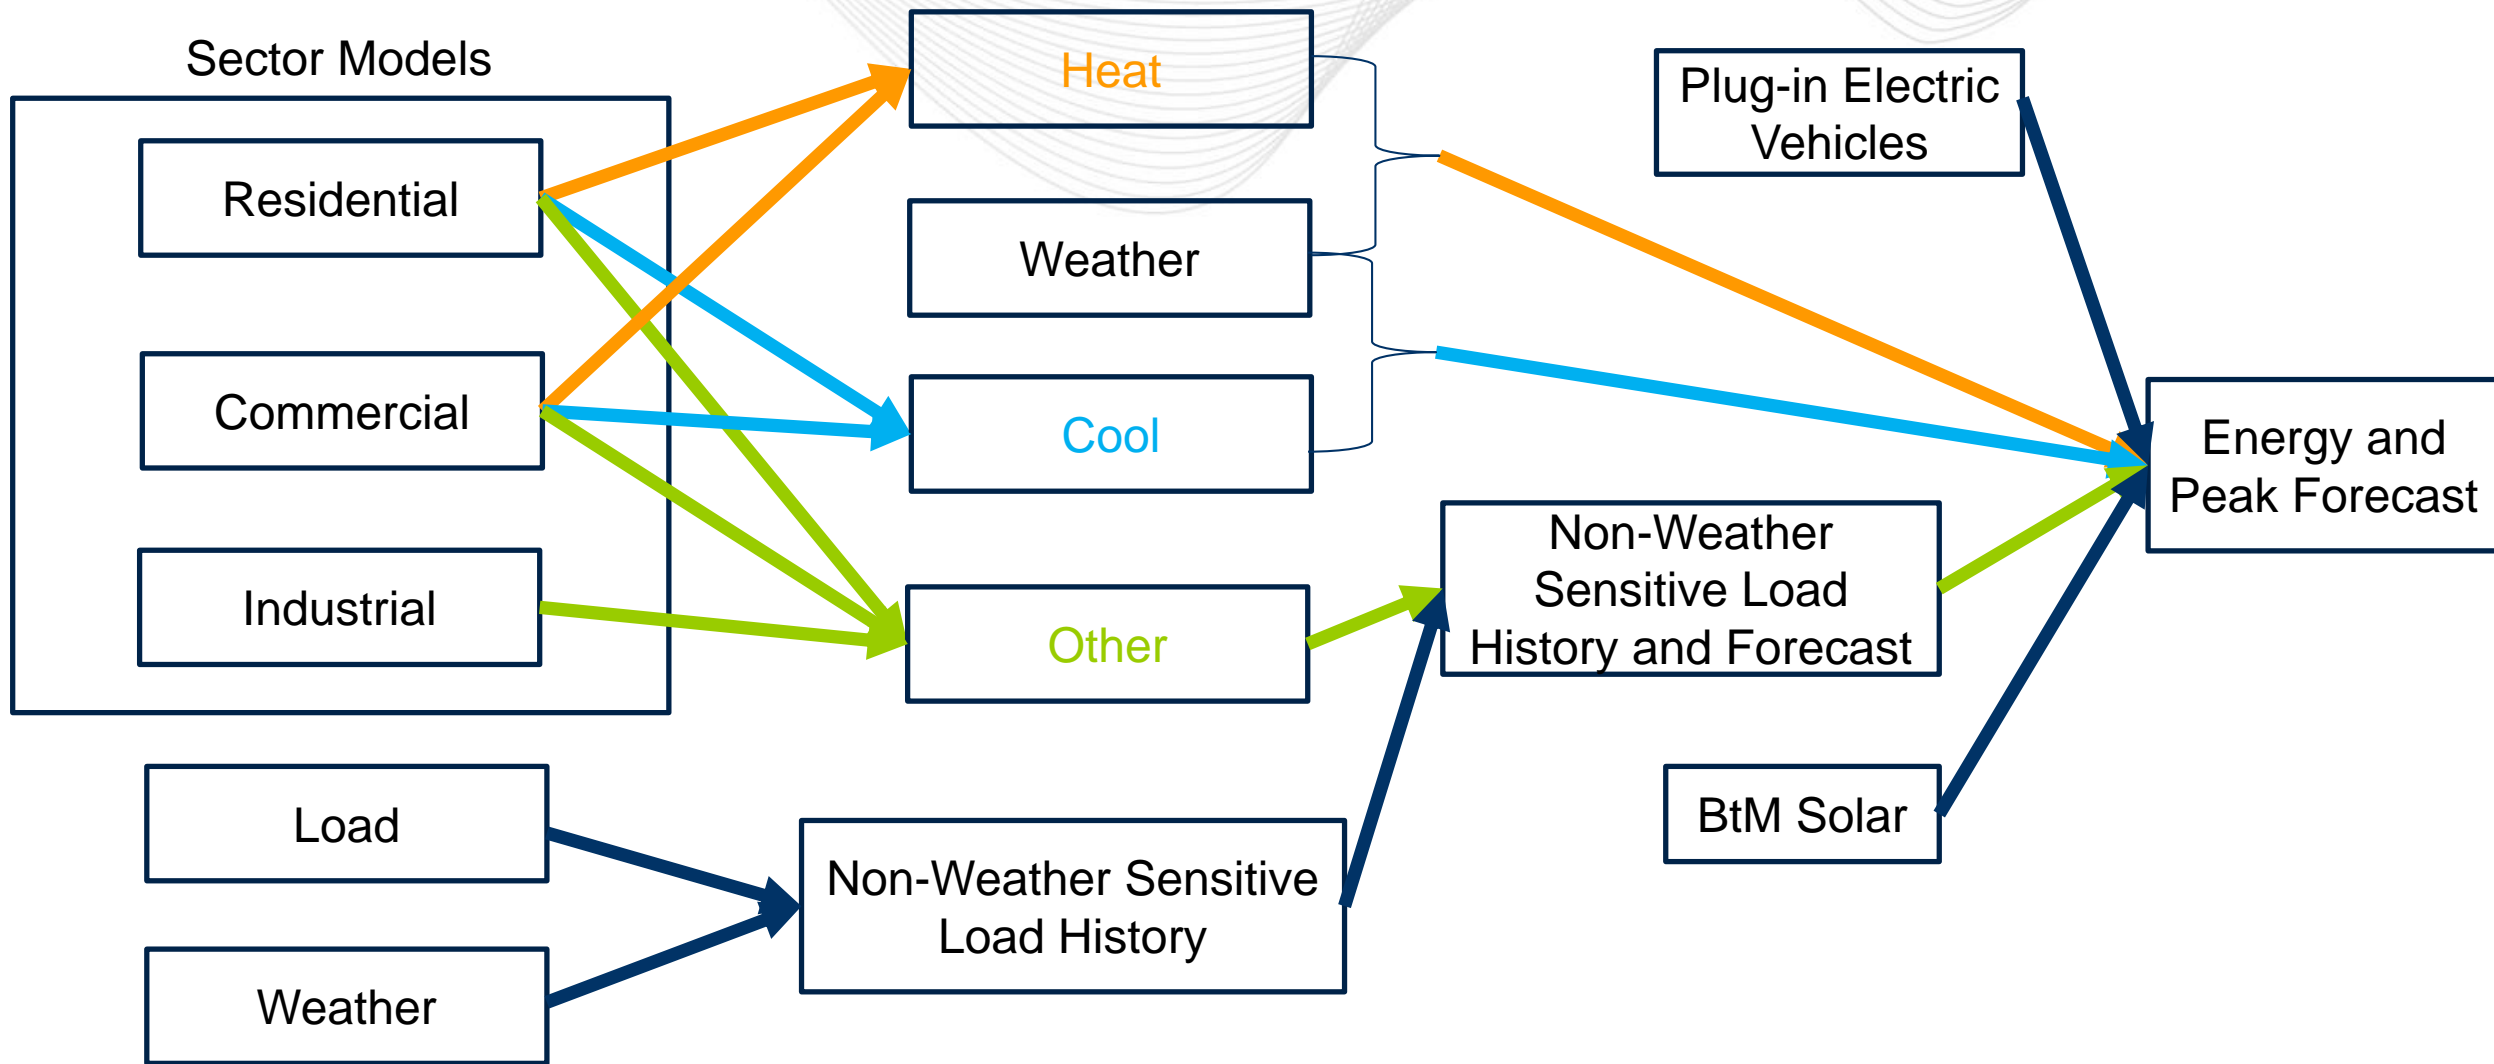 Sector Models
Residential
Commercial
Industrial
Load
Weather
Heat
Weather
Cool
Other
Non-Weather Sensitive
Load History
Plug-in Electric
Vehicles
Non-Weather
Sensitive Load
History and Forecast
BtM Solar
Energy and
Peak Forecast